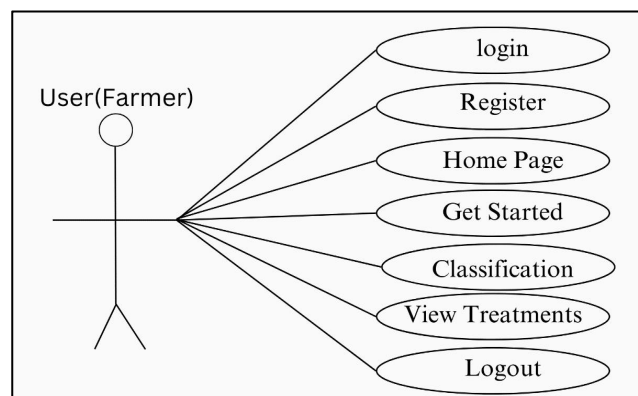 login
User(Farmer)
Register
Home Page
Get Started
Classification
View Treatments
Logout